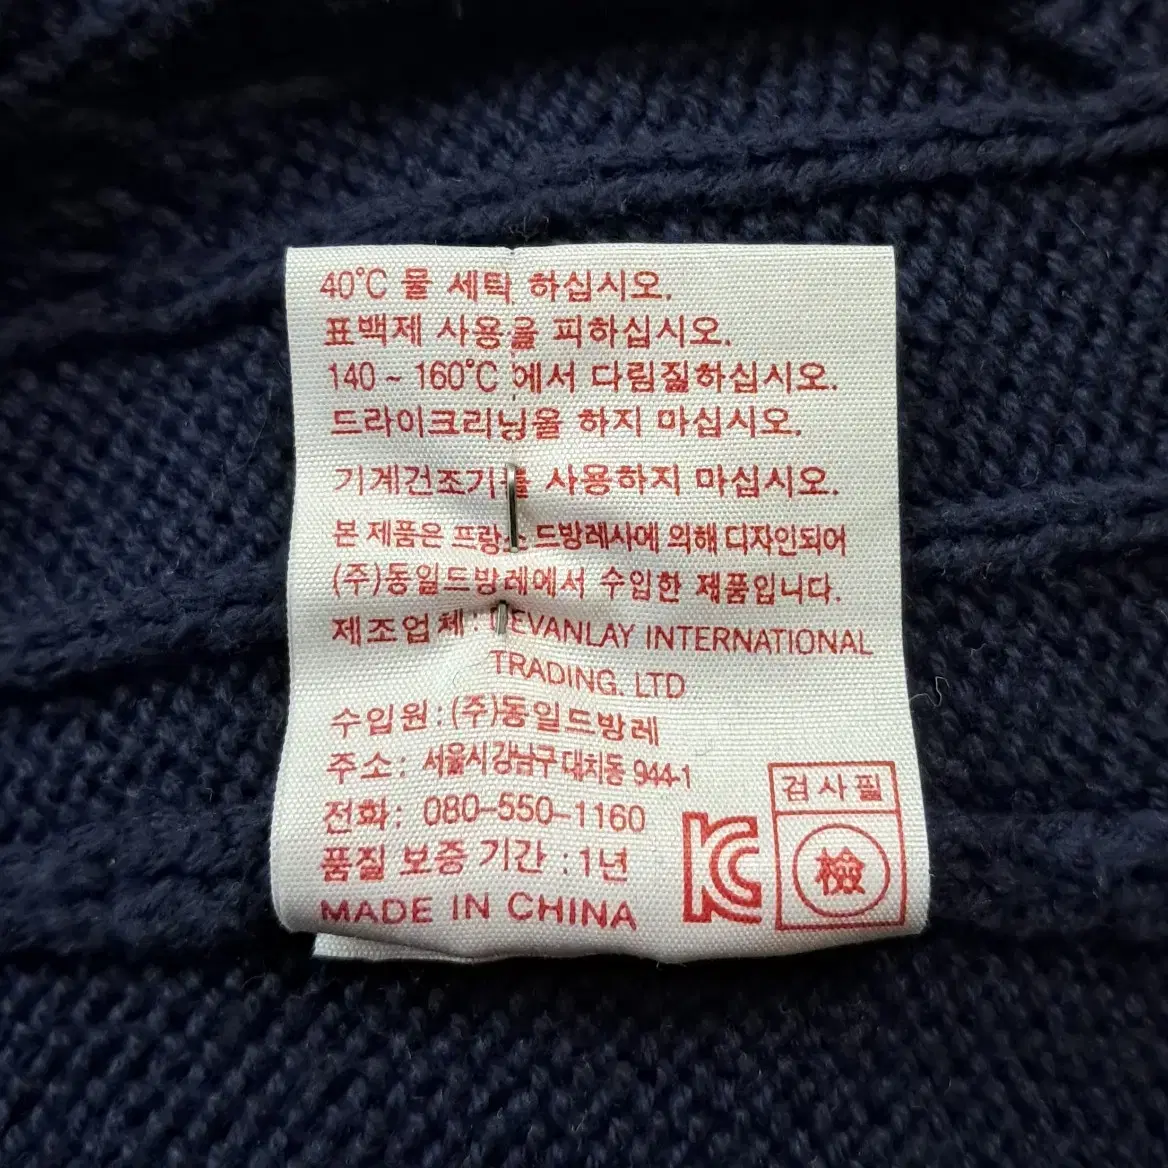 40°C 물 세탁 하십시오.
표백제 사용을 피하십시오.
140 ~ 160°C 에서 다림질하십시오.
드라이크리닝을 하지 마십시오.
기계건조기를 사용하지 마십시오.
본 제품은 프랑스 드방레사에 의해 디자인되어
(주)동일드방레에서 수입한 제품입니다.
제조업체: DEVANLAY INTERNATIONAL
TRADING. LTD
수입원: (주)동일드방레
주소: 서울시 강남구 대치동 944-1
전화: 080-550-1160
품질 보증 기간 : 1년
MADE IN CHINA
KC
검사필
檢